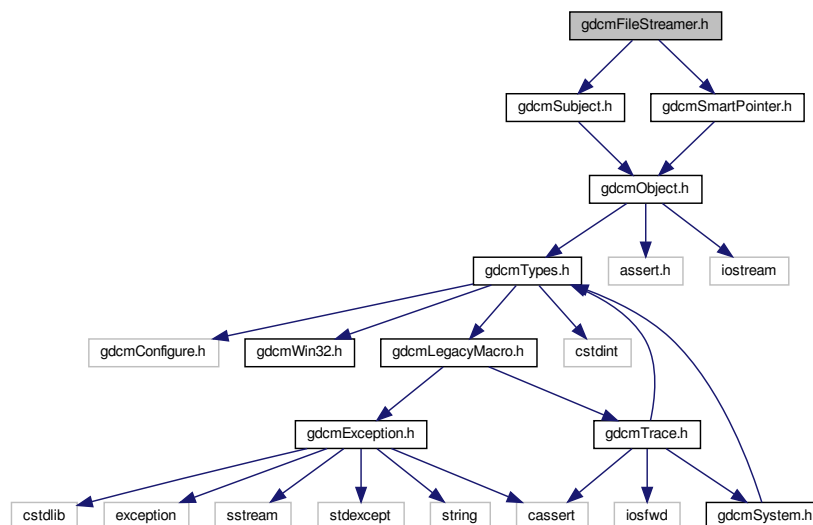 gdcmFileStreamer.h
gdcmSubject.h
gdcmSmartPointer.h
gdcmObject.h
gdcmTypes.h
assert.h
iostream
gdcmConfigure.h
gdcmWin32.h
gdcmLegacyMacro.h
cstdint
gdcmException.h
gdcmTrace.h
cstdlib
exception
sstream
stdexcept
string
cassert
iosfwd
gdcmSystem.h